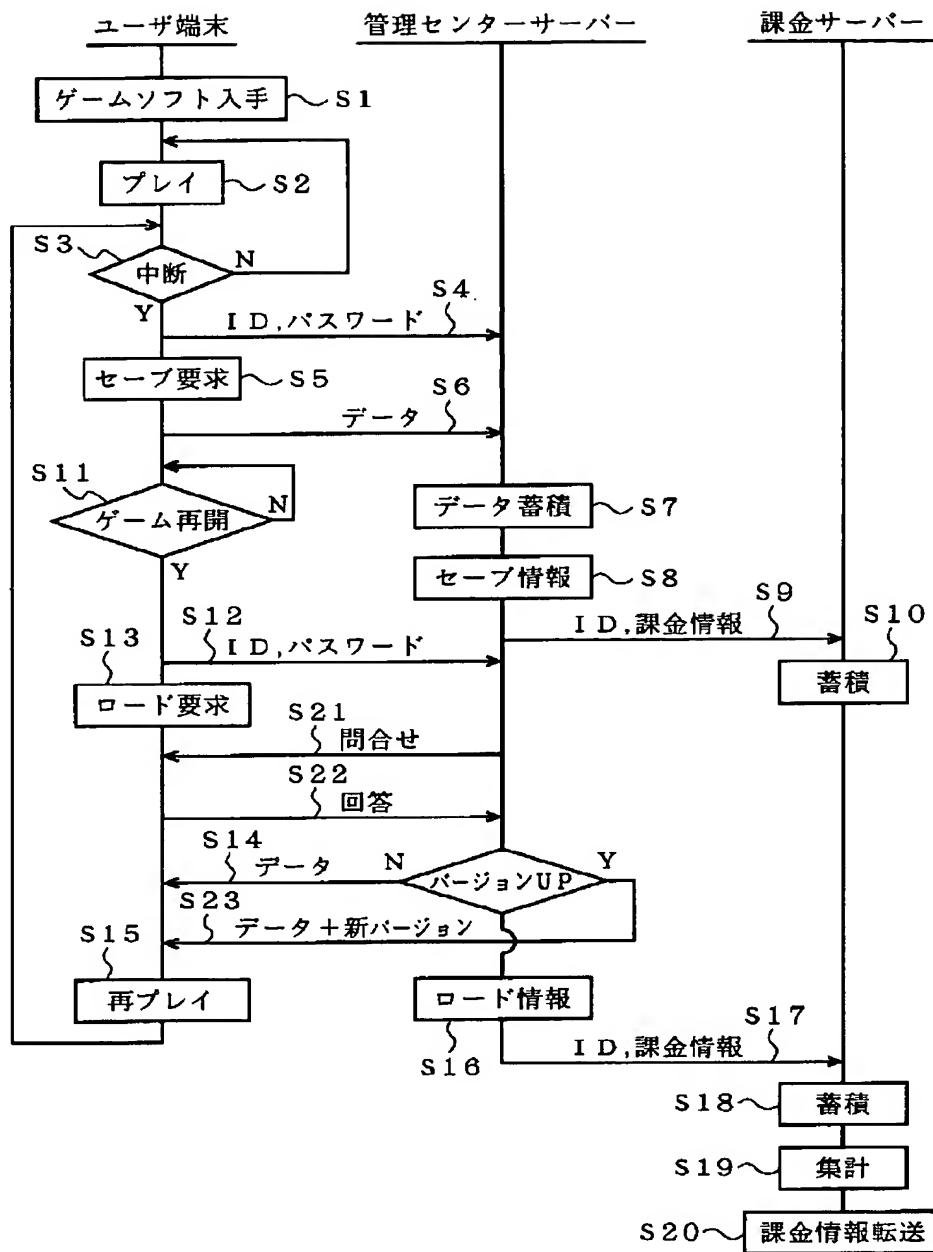 ユーザ端末
管理センターサーバー
課金サーバー
ゲームソフト入手
S1
プレイ
S2
S3
中断
N
Y
S4
ID,パスワード
セーブ要求
S5
S6
データ
S11
ゲーム再開
N
Y
データ蓄積
S7
セーブ情報
S8
S9
ID,課金情報
S10
蓄積
S12
ID,パスワード
S13
ロード要求
S21
問合せ
S22
回答
S14
データ
N
バージョンUP
Y
S23
データ+新バージョン
S15
再プレイ
ロード情報
S16
S17
ID,課金情報
S18
蓄積
S19
集計
S20
課金情報転送